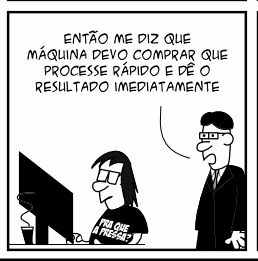 ENTÃO ME DIZ QUE
MÁQUINA DEVO COMPRAR QUE
PROCESSE RÁPIDO E DÊ O
RESULTADO IMEDIATAMENTE
PRA QUE
A PRESSA?